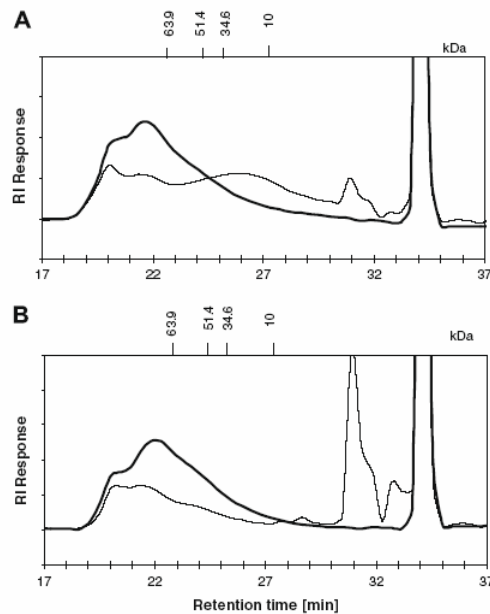 A
63.9 51.4 34.6 10
kDa
RI Response
17 22 27 32 37
B
63.9 51.4 34.6 10
kDa
RI Response
17 22 27 32 37
Retention time [min]